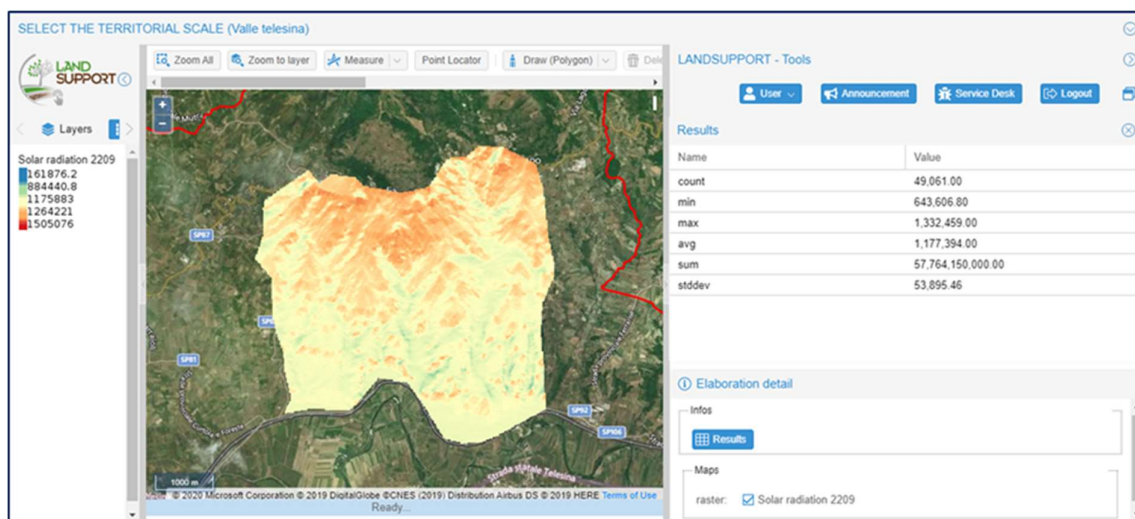 SELECT THE TERRITORIAL SCALE (Valle telesina)
LAND
SUPPORT
Layers
Solar radiation 2209
161876.2
884440.8
1175883
1264221
1505076
Zoom All
Zoom to layer
Measure
Point Locator
Draw (Polygon)
Dele
+
−
SP87
SP81
SP92
SP106
Strada statale Telesina
1000 m
© 2020 Microsoft Corporation © 2019 DigitalGlobe ©CNES (2019) Distribution Airbus DS © 2019 HERE Terms of Use
Ready...
LANDSUPPORT - Tools
User
Announcement
Service Desk
Logout
Results
Name Value
count 49,061.00
min 643,606.80
max 1,332,459.00
avg 1,177,394.00
sum 57,764,150,000.00
stddev 53,895.46
Elaboration detail
Infos
Results
Maps
raster: Solar radiation 2209